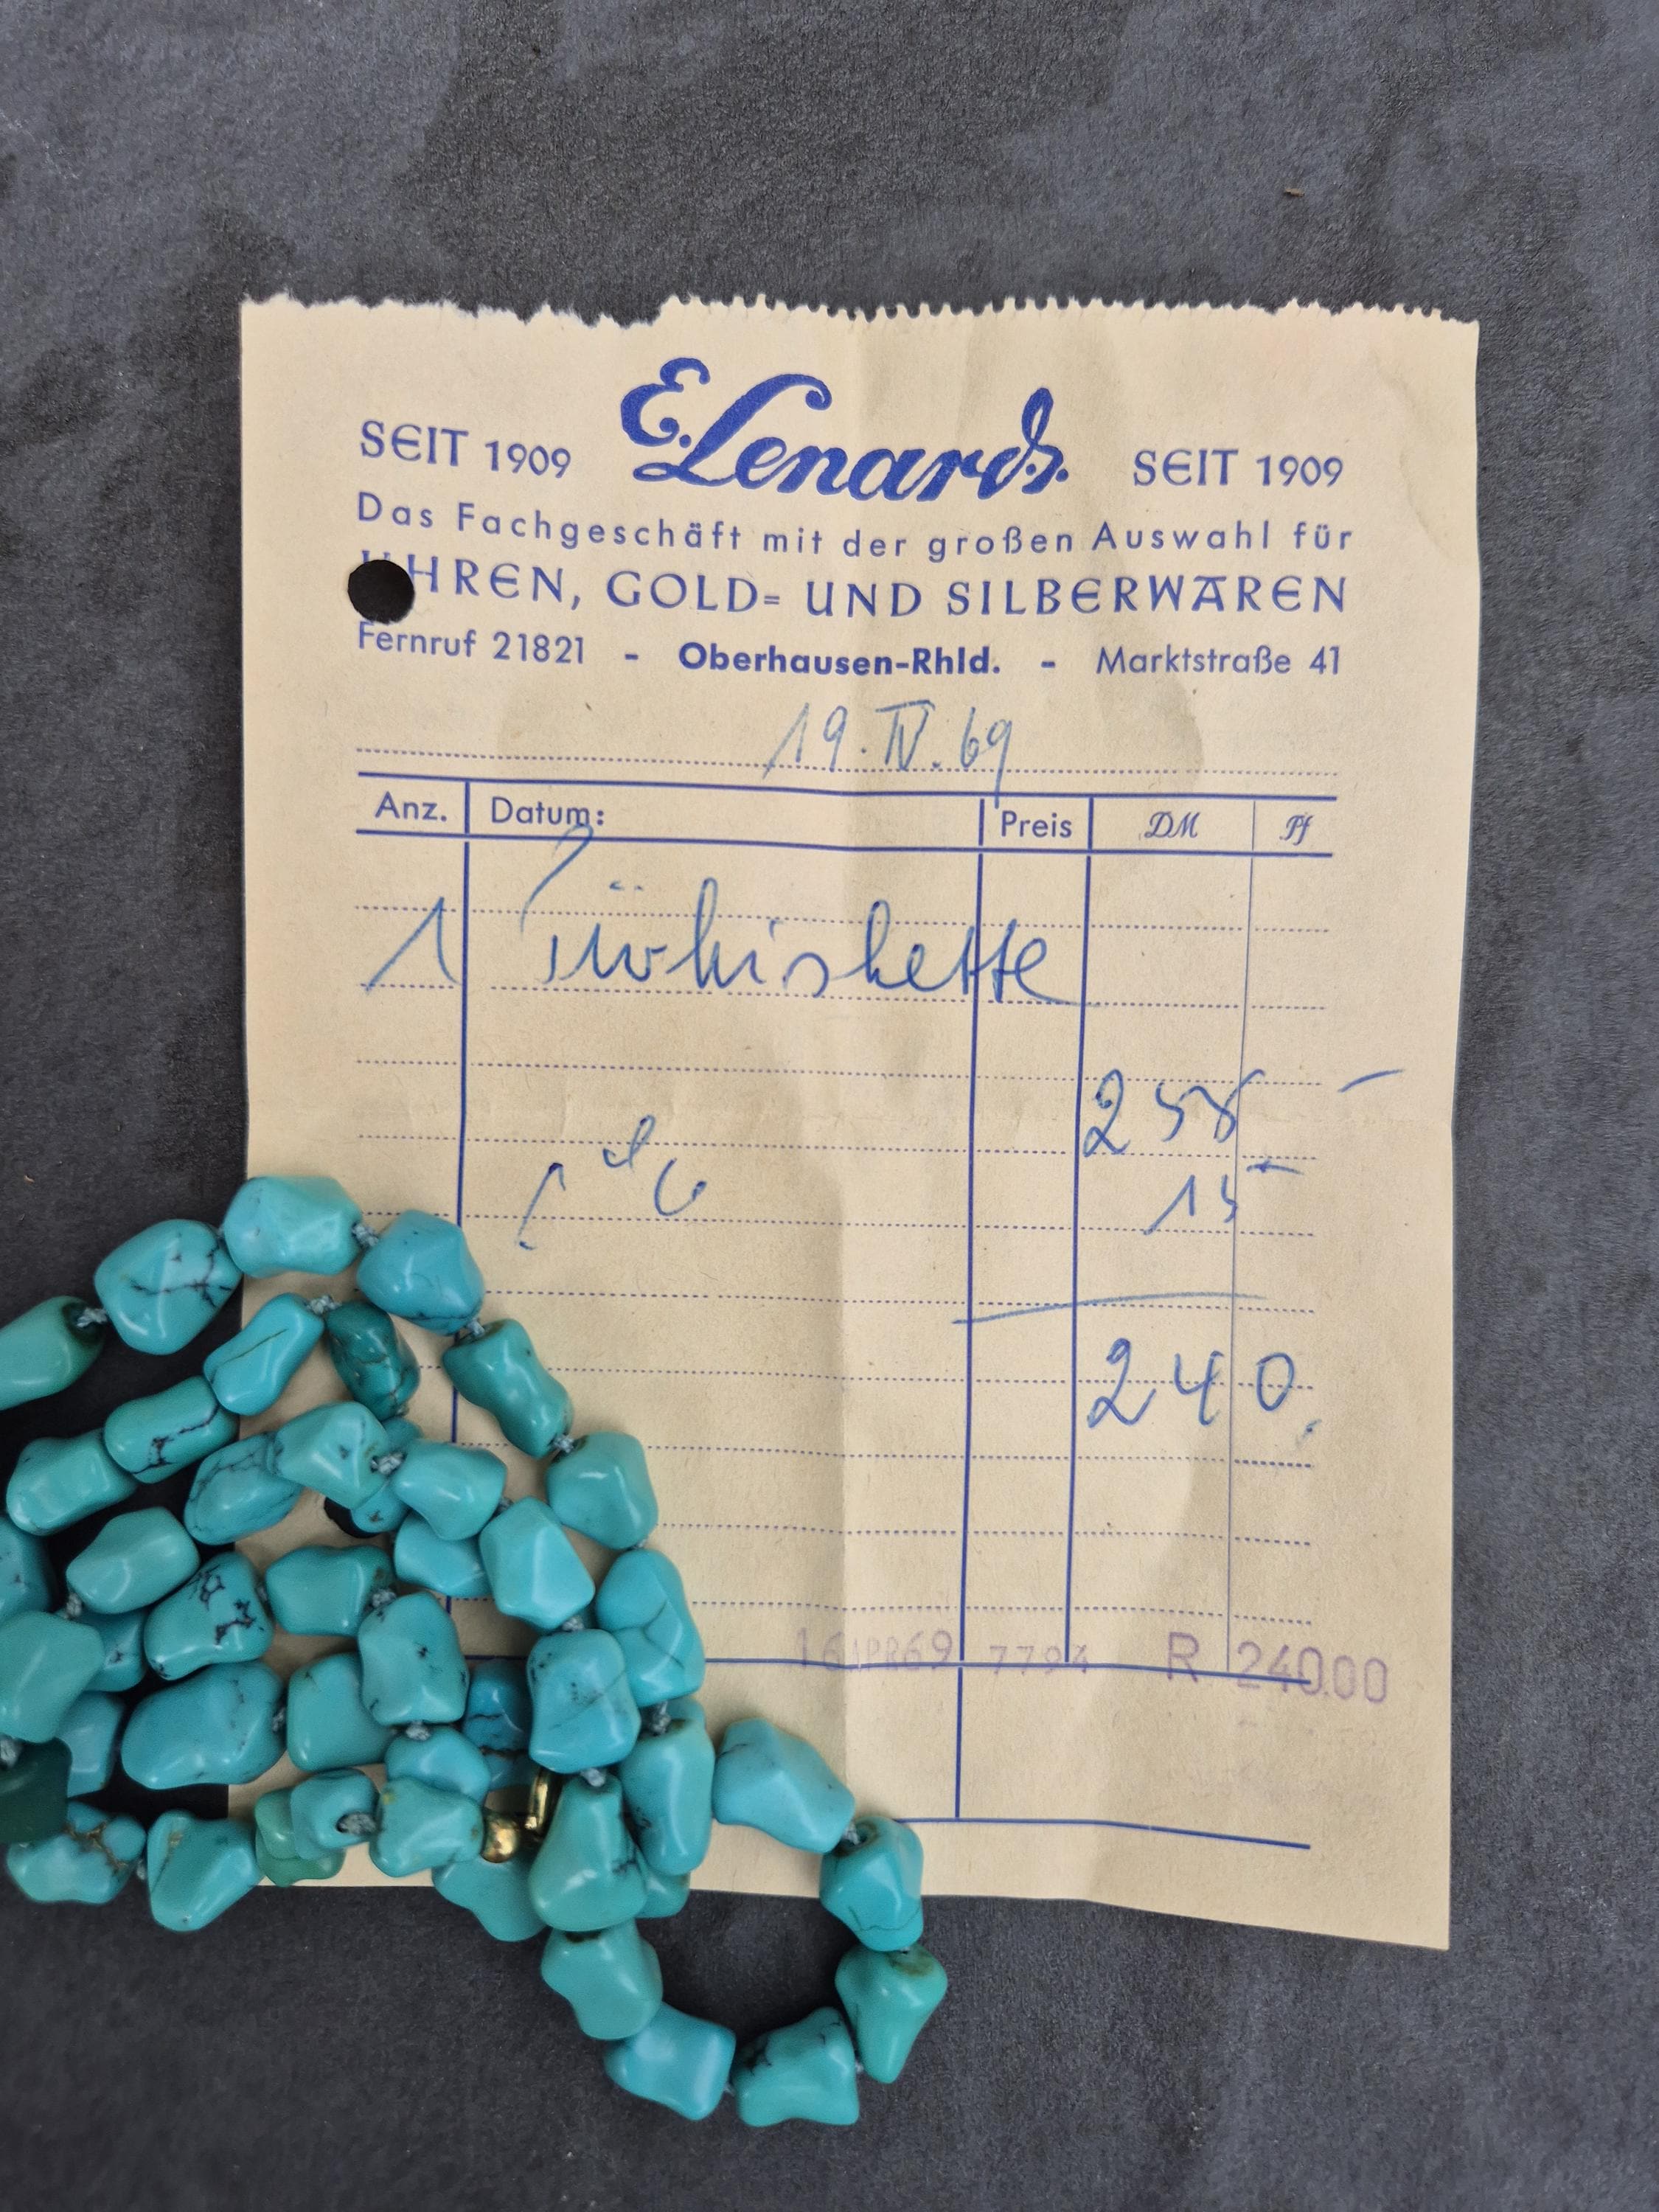 E. Lenards.
SEIT 1909 SEIT 1909
Das Fachgeschäft mit der großen Auswahl für
UHREN, GOLD= UND SILBERWAREN
Fernruf 21821 - Oberhausen-Rhld. - Marktstraße 41
19.IV.69
Anz. Datum: Preis DM Pf
1 Türkiskette
258 -
15 -
240.
16APR69 7794 R 240.00